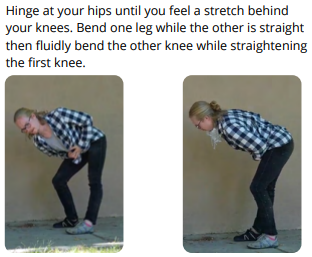 Hinge at your hips until you feel a stretch behind
your knees. Bend one leg while the other is straight
then fluidly bend the other knee while straightening
the first knee.